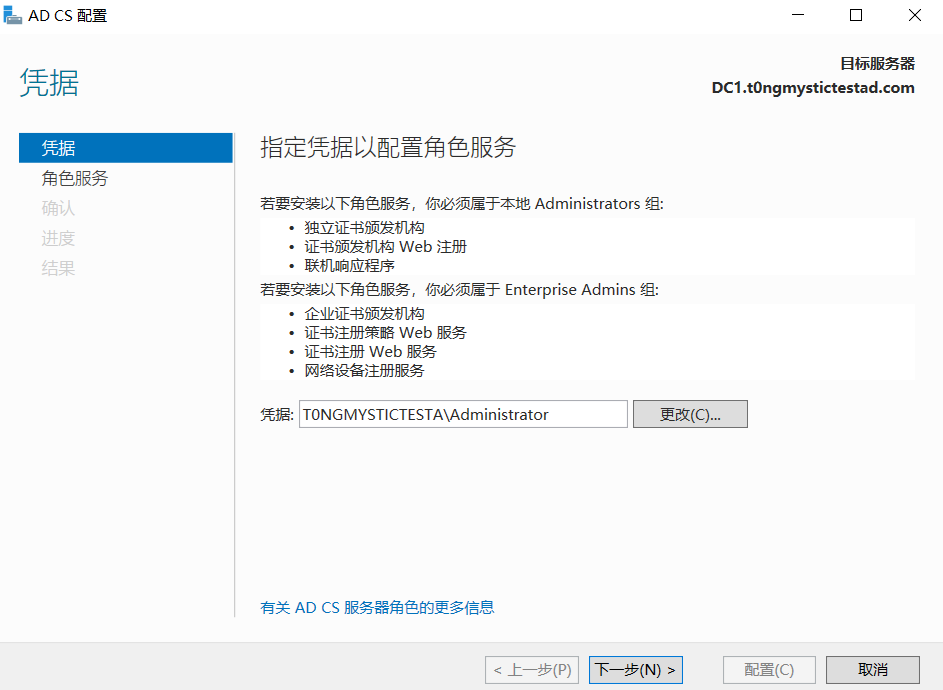 AD CS 配置
凭据
目标服务器
DC1.t0ngmystictestad.com
凭据
角色服务
确认
进度
结果
指定凭据以配置角色服务
若要安装以下角色服务，你必须属于本地 Administrators 组:
• 独立证书颁发机构
• 证书颁发机构 Web 注册
• 联机响应程序
若要安装以下角色服务，你必须属于 Enterprise Admins 组:
• 企业证书颁发机构
• 证书注册策略 Web 服务
• 证书注册 Web 服务
• 网络设备注册服务
凭据: T0NGMYSTICTESTA\Administrator 更改(C)...
有关 AD CS 服务器角色的更多信息
< 上一步(P) 下一步(N) > 配置(C) 取消